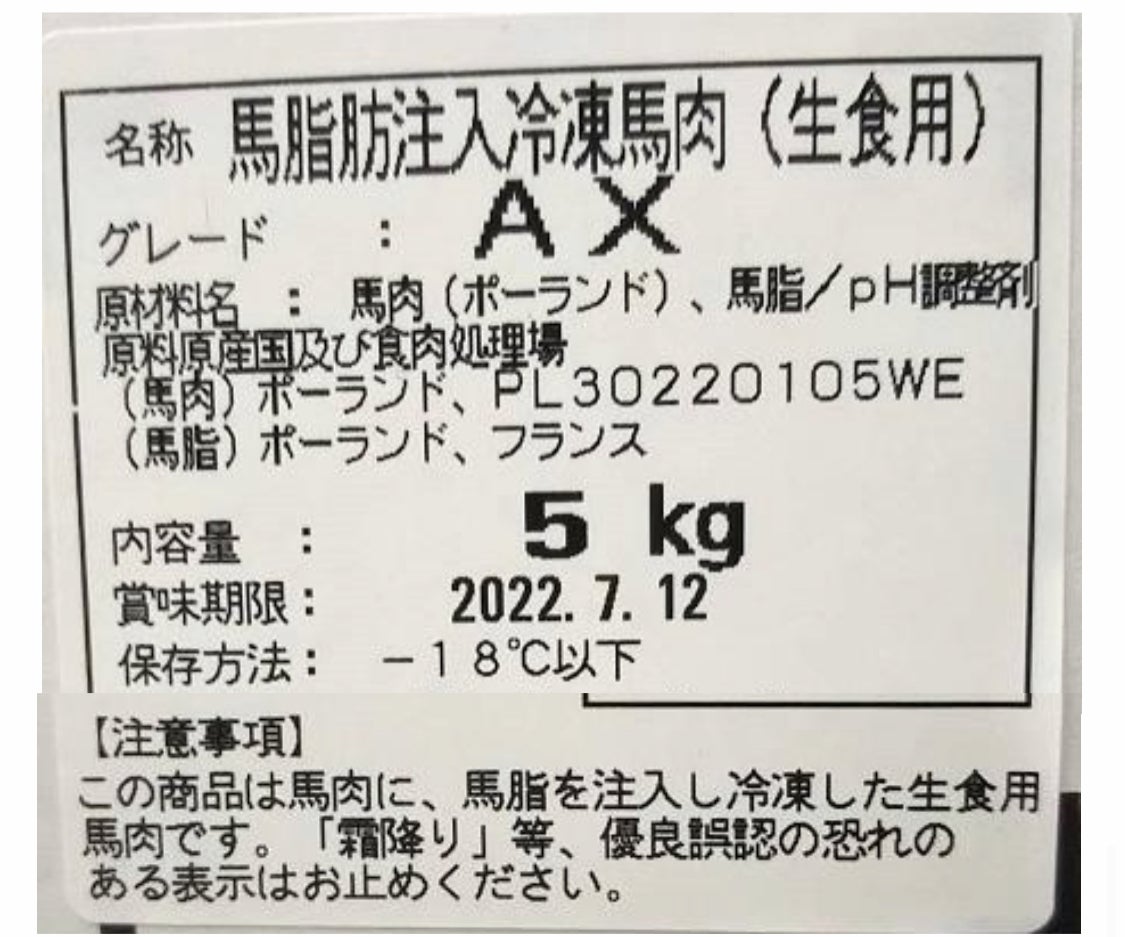 名称 馬脂肪注入冷凍馬肉(生食用)
グレード : AX
原材料名 : 馬肉(ポーランド)、馬脂/pH調整剤
原料原産国及び食肉処理場
(馬肉)ポーランド、PL30220105WE
(馬脂)ポーランド、フランス
内容量 : 5 kg
賞味期限: 2022. 7. 12
保存方法: −18℃以下
【注意事項】
この商品は馬肉に、馬脂を注入し冷凍した生食用
馬肉です。「霜降り」等、優良誤認の恐れの
ある表示はお止めください。